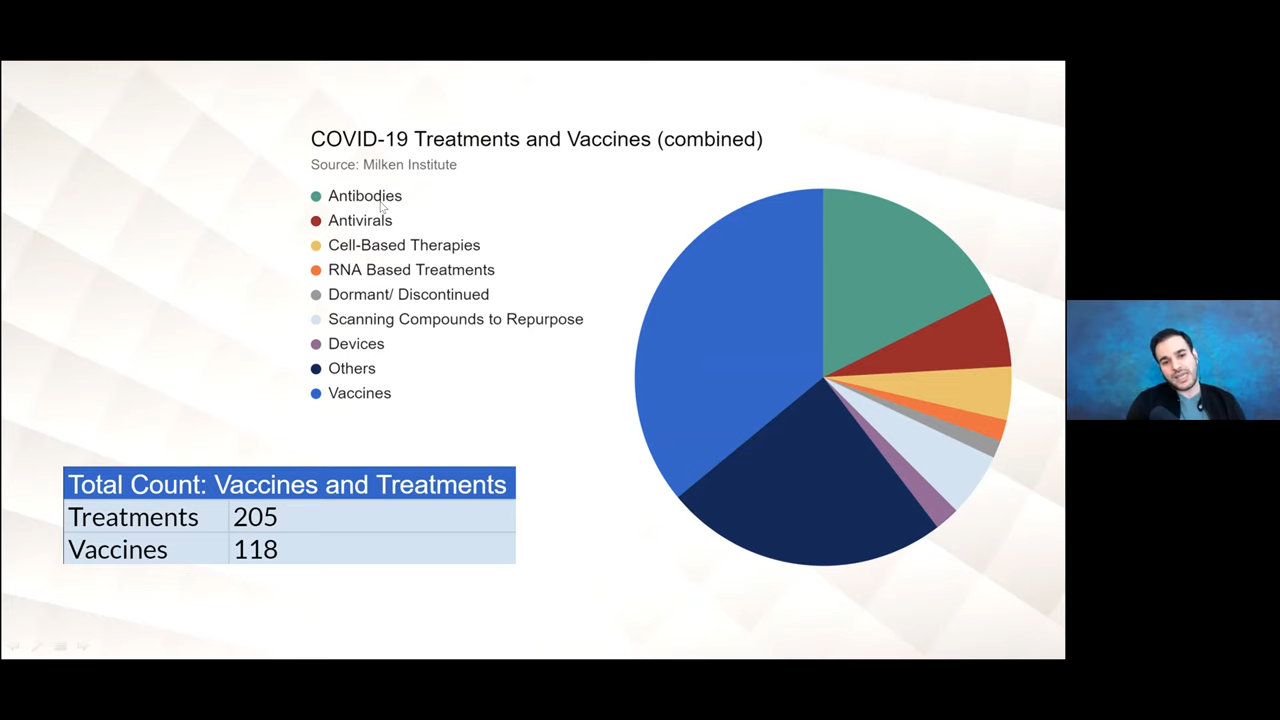 COVID-19 Treatments and Vaccines (combined)
Source: Milken Institute
Antibodies
Antivirals
Cell-Based Therapies
RNA Based Treatments
Dormant/ Discontinued
Scanning Compounds to Repurpose
Devices
Others
Vaccines
Total Count: Vaccines and Treatments
Treatments 205
Vaccines 118